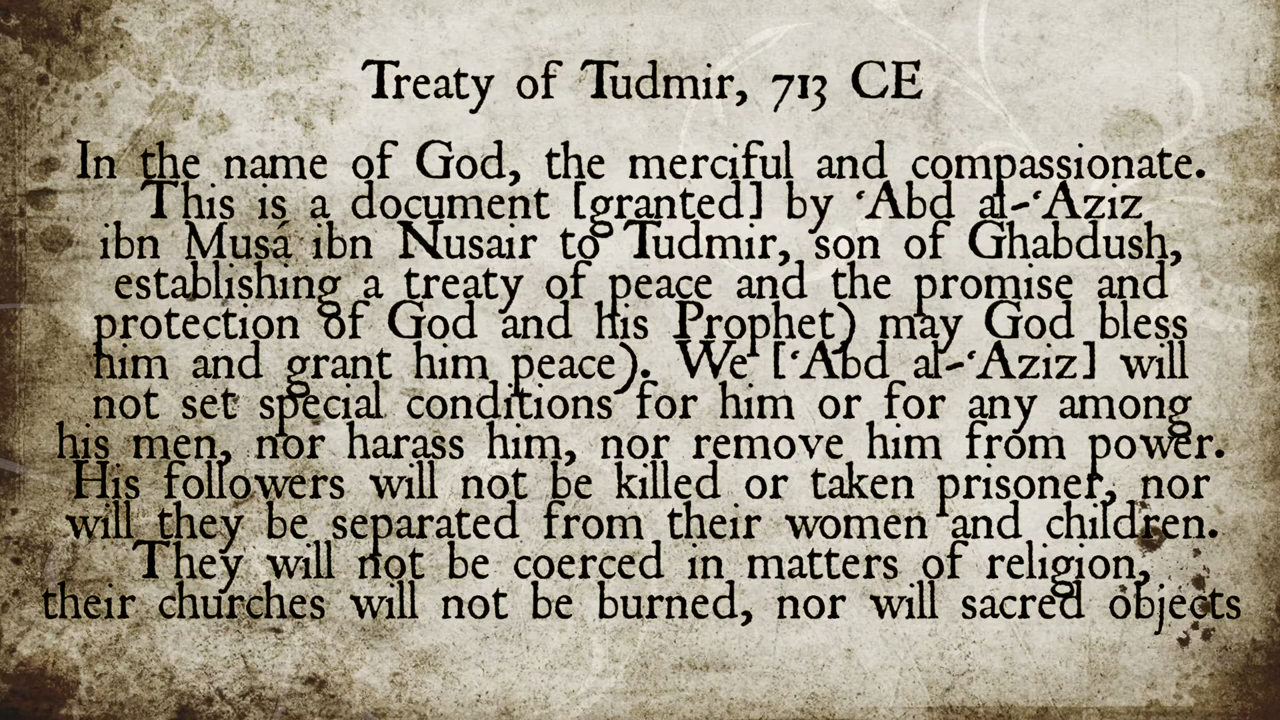 Treaty of Tudmir, 713 CE
In the name of God, the merciful and compassionate.
This is a document [granted] by ‘Abd al-‘Aziz
ibn Musá ibn Nusair to Tudmir, son of Ghabdush,
establishing a treaty of peace and the promise and
protection of God and his Prophet) may God bless
him and grant him peace). We [‘Abd al-‘Aziz] will
not set special conditions for him or for any among
his men, nor harass him, nor remove him from power.
His followers will not be killed or taken prisoner, nor
will they be separated from their women and children.
They will not be coerced in matters of religion,
their churches will not be burned, nor will sacred objects